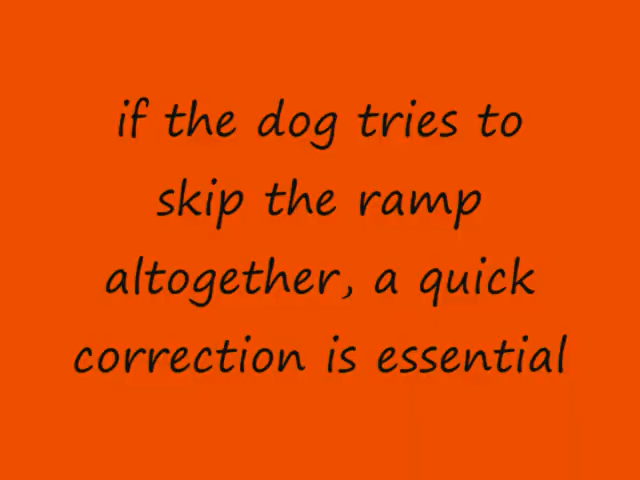 if the dog tries to
skip the ramp
altogether, a quick
correction is essential